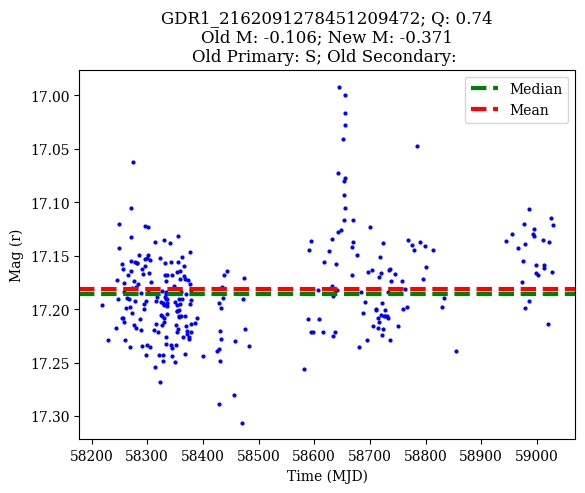 GDR1_2162091278451209472; Q: 0.74
Old M: -0.106; New M: -0.371
Old Primary: S; Old Secondary:
Median
Mean
Mag (r)
17.00
17.05
17.10
17.15
17.20
17.25
17.30
58200 58300 58400 58500 58600 58700 58800 58900 59000
Time (MJD)